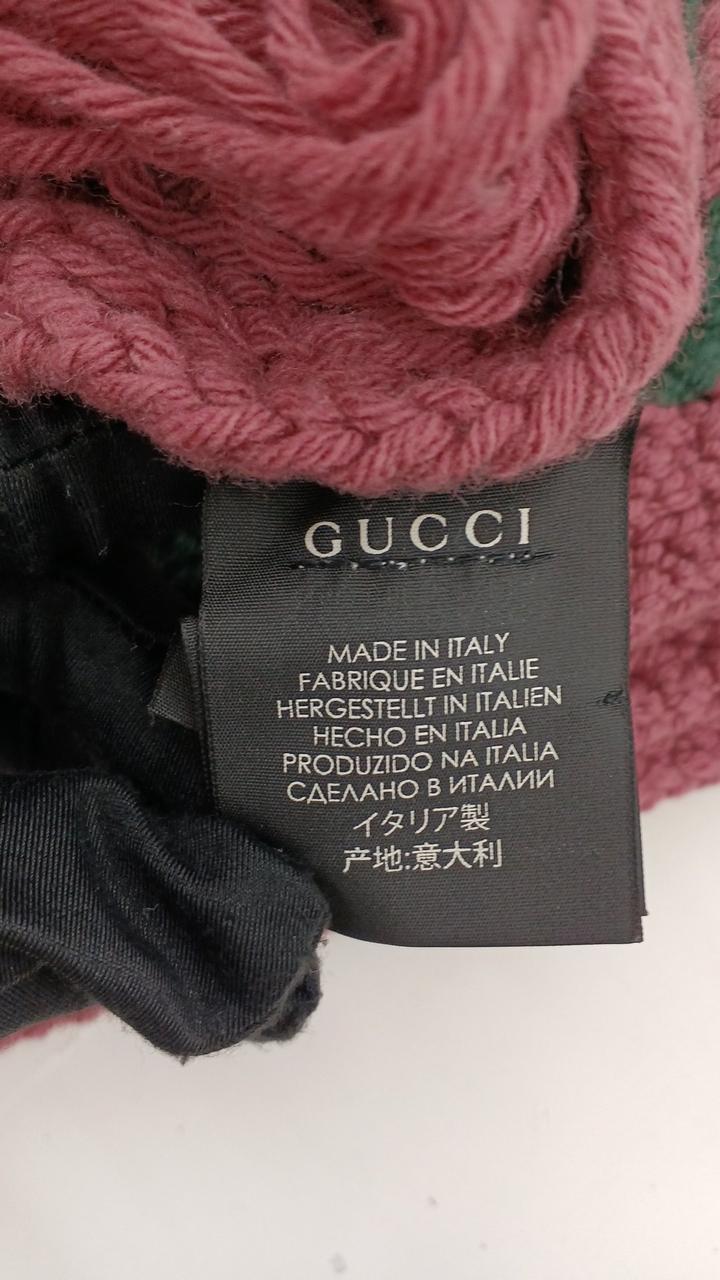 GUCCI
MADE IN ITALY
FABRIQUE EN ITALIE
HERGESTELLT IN ITALIEN
HECHO EN ITALIA
PRODUZIDO NA ITALIA
СДЕЛАНО В ИТАЛИИ
イタリア製
产地:意大利